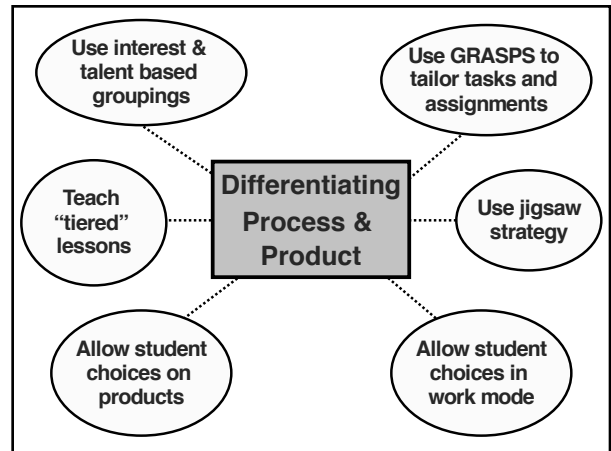 Use interest &
talent based
groupings
Use GRASPS to
tailor tasks and
assignments
Differentiating
Process &
Product
Teach
“tiered”
lessons
Use jigsaw
strategy
Allow student
choices on
products
Allow student
choices in
work mode